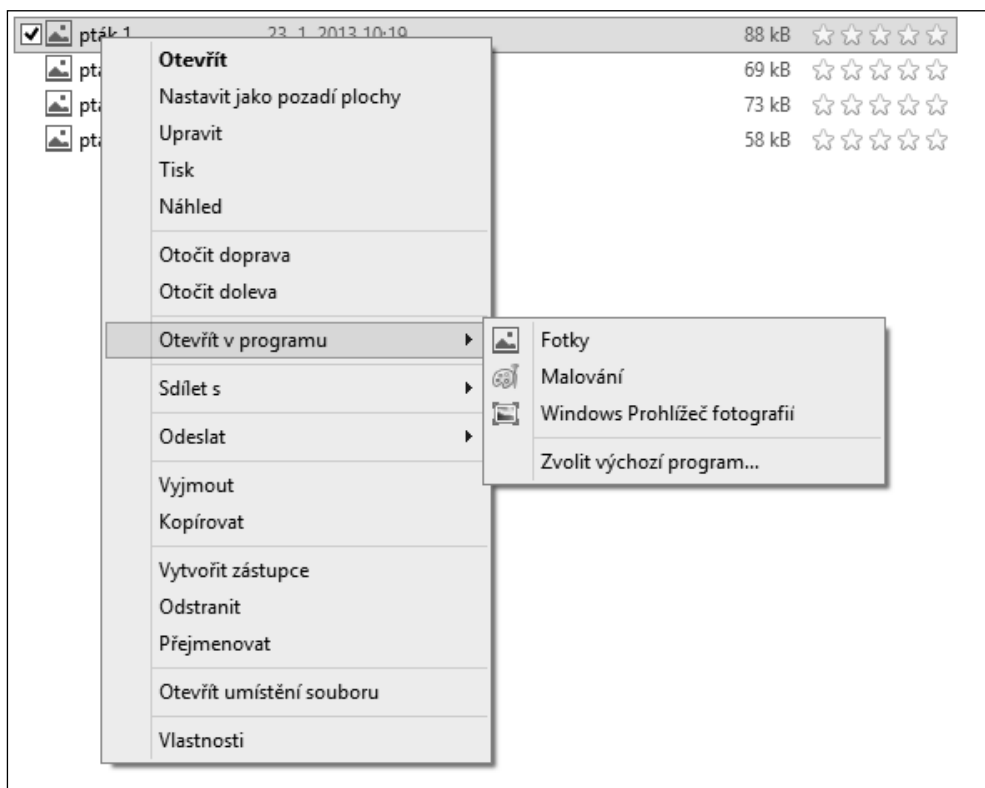 pták 1 23. 1. 2013 10:19 88 kB
69 kB
73 kB
58 kB
Otevřít
Nastavit jako pozadí plochy
Upravit
Tisk
Náhled
Otočit doprava
Otočit doleva
Otevřít v programu
Sdílet s
Odeslat
Vyjmout
Kopírovat
Vytvořit zástupce
Odstranit
Přejmenovat
Otevřít umístění souboru
Vlastnosti
Fotky
Malování
Windows Prohlížeč fotografií
Zvolit výchozí program...